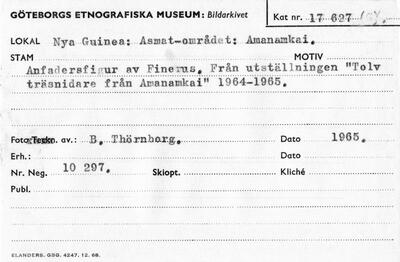 GÖTEBORGS ETNOGRAFISKA MUSEUM: Bildarkivet
Kat nr. 17 627
LOKAL Nya Guinea: Asmat-området: Amanamkai.
STAM MOTIV
Anfadersfigur av Finerus. Från utställningen "Tolv
träsnidare från Amanamkai" 1964-1965.
Foto: av.: B. Thörnborg. Dato 1965.
Erh.: Dato
Nr. Neg. 10 297. Skiopt. Kliché
Publ.
ELANDERS. GBG. 4247. 12. 68.